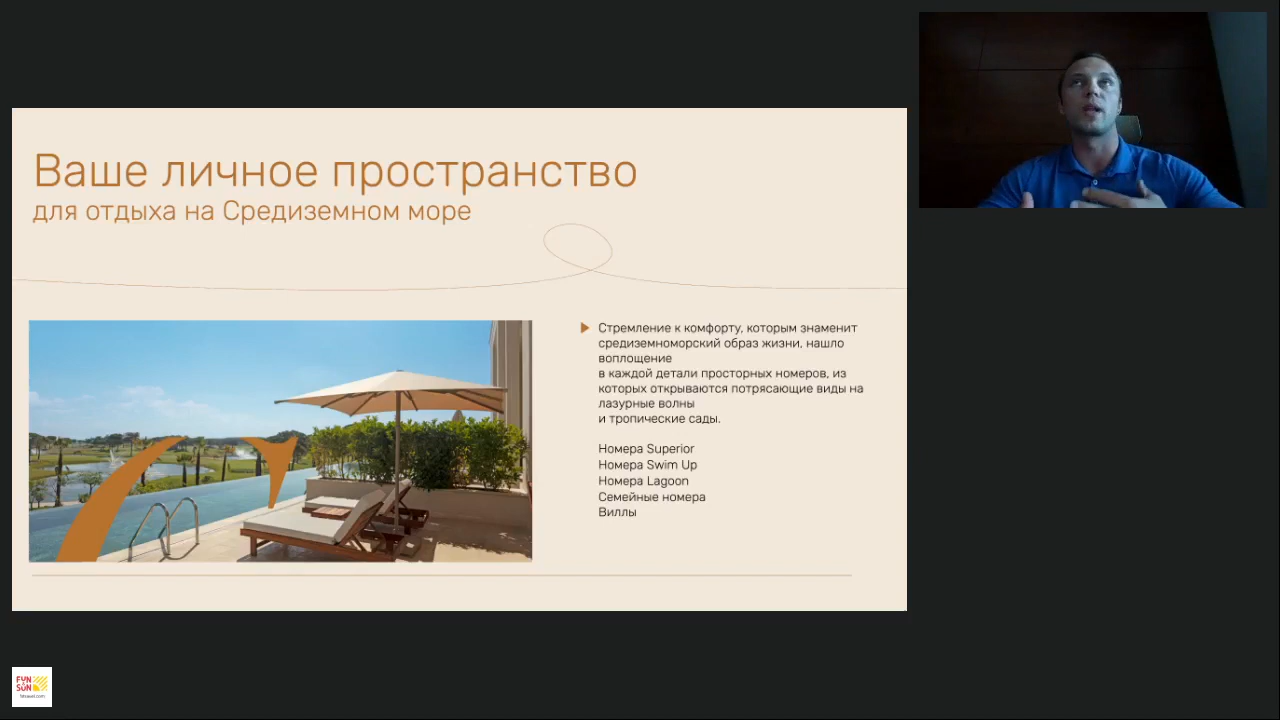 Ваше личное пространство
для отдыха на Средиземном море
Стремление к комфорту, которым знаменит
средиземноморский образ жизни, нашло
воплощение
в каждой детали просторных номеров, из
которых открываются потрясающие виды на
лазурные волны
и тропические сады.
Номера Superior
Номера Swim Up
Номера Lagoon
Семейные номера
Виллы
FUN
SUN
fstravel.com